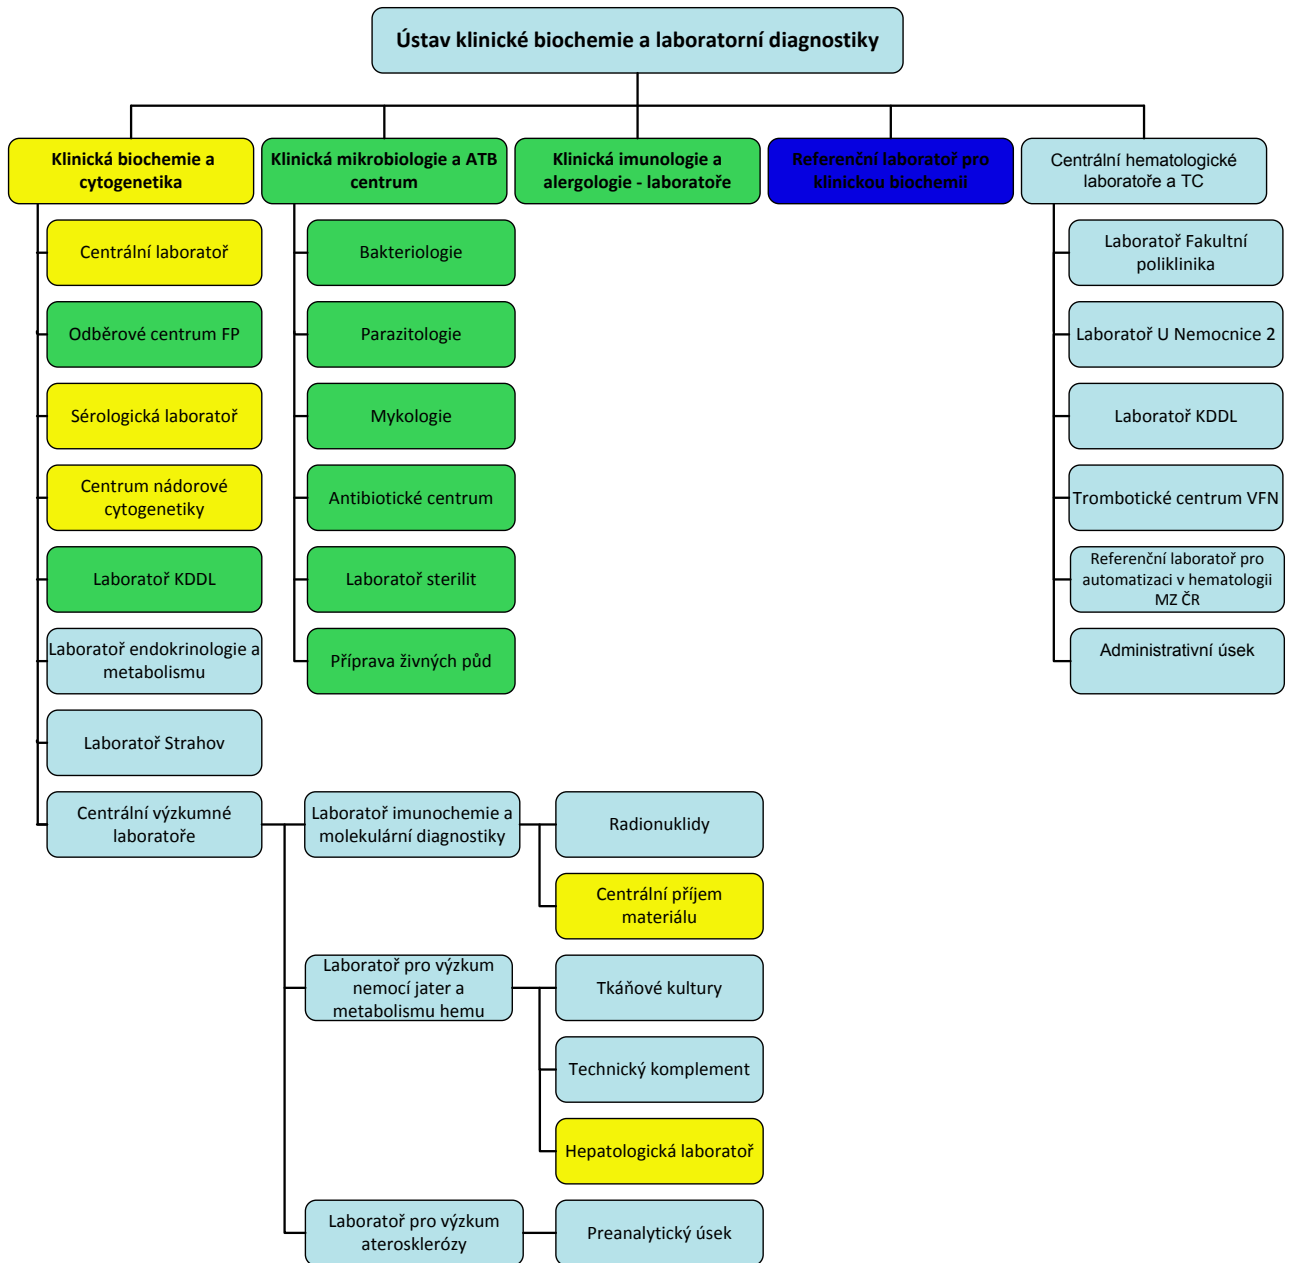 Ústav klinické biochemie a laboratorní diagnostiky
Klinická biochemie a
cytogenetika
Klinická mikrobiologie a ATB
centrum
Klinická imunologie a
alergologie - laboratoře
Referenční laboratoř pro
klinickou biochemii
Centrální hematologické
laboratoře a TC
Centrální laboratoř
Odběrové centrum FP
Sérologická laboratoř
Centrum nádorové
cytogenetiky
Laboratoř KDDL
Laboratoř endokrinologie a
metabolismu
Laboratoř Strahov
Centrální výzkumné
laboratoře
Bakteriologie
Parazitologie
Mykologie
Antibiotické centrum
Laboratoř sterilit
Příprava živných půd
Laboratoř Fakultní
poliklinika
Laboratoř U Nemocnice 2
Laboratoř KDDL
Trombotické centrum VFN
Referenční laboratoř pro
automatizaci v hematologii
MZ ČR
Administrativní úsek
Laboratoř imunochemie a
molekulární diagnostiky
Radionuklidy
Centrální příjem
materiálu
Laboratoř pro výzkum
nemocí jater a
metabolismu hemu
Tkáňové kultury
Technický komplement
Hepatologická laboratoř
Laboratoř pro výzkum
aterosklerózy
Preanalytický úsek